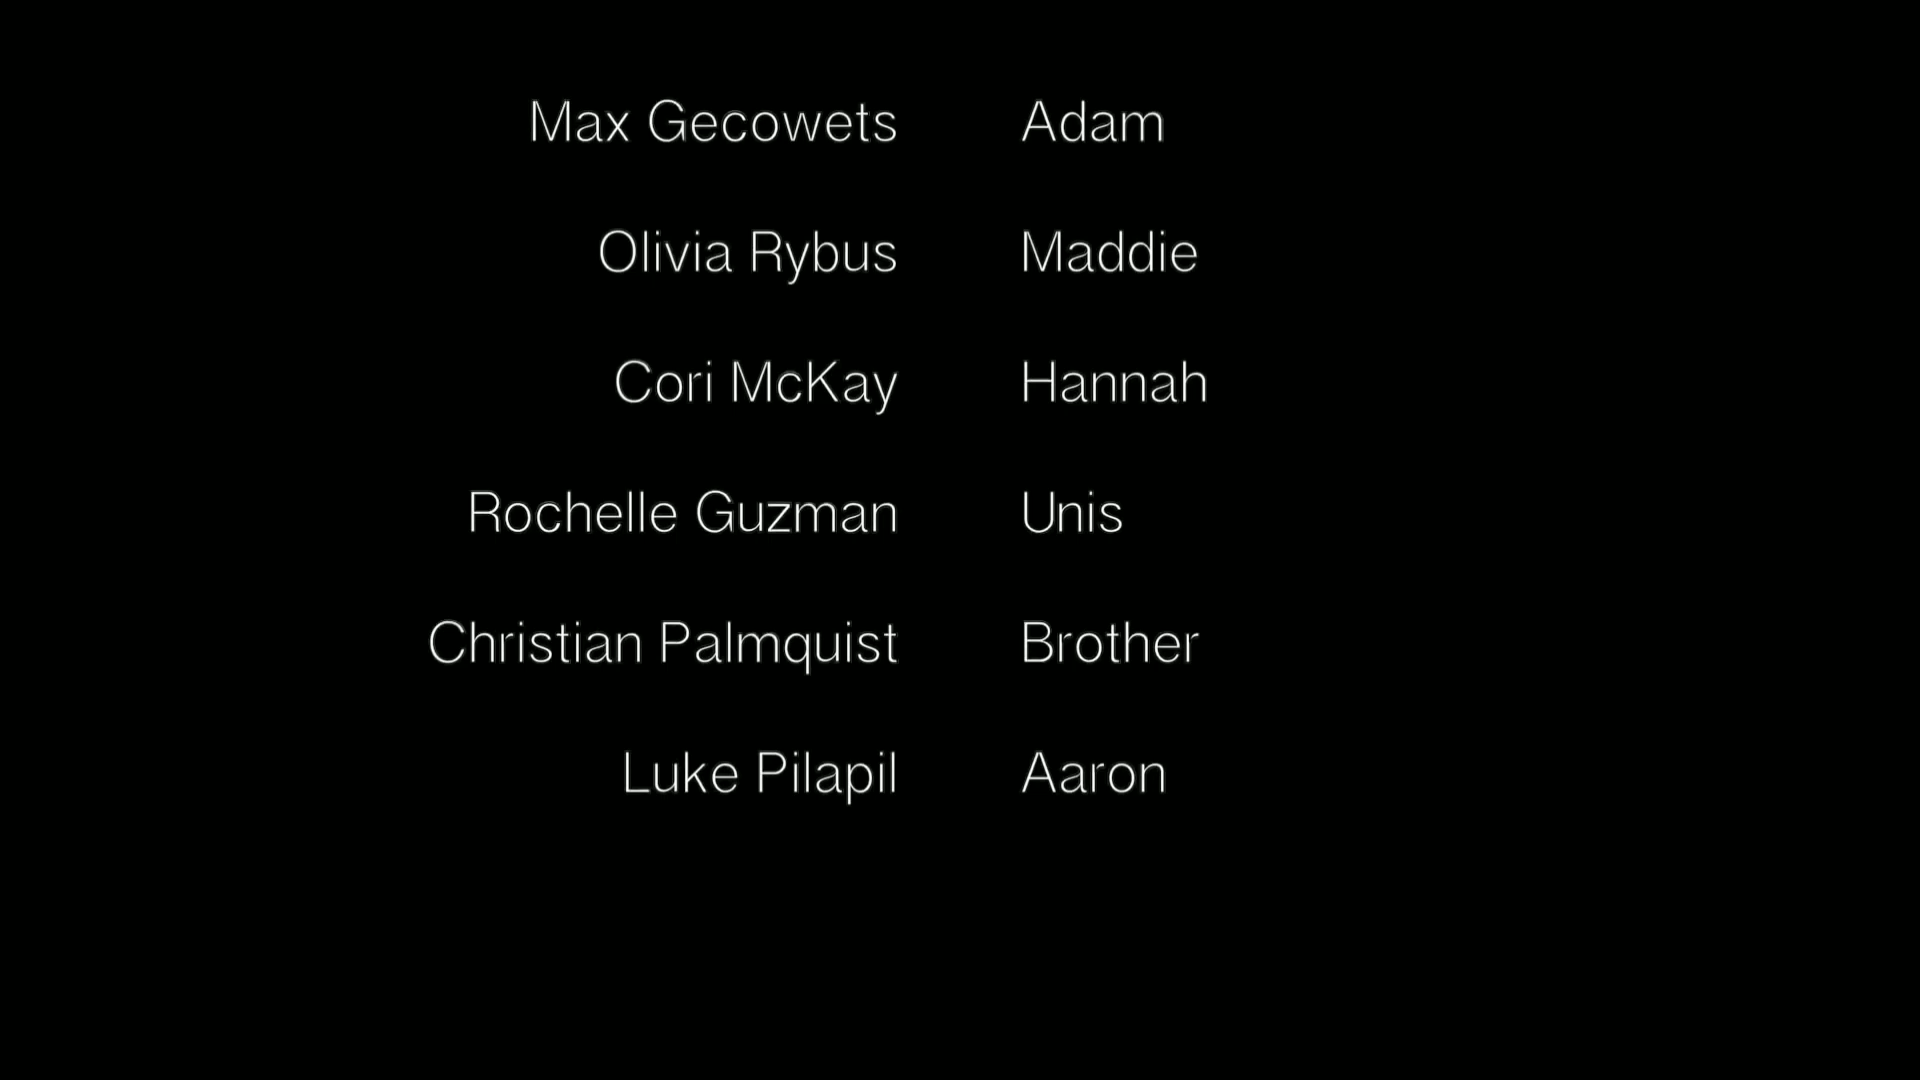 Max Gecowets Adam
Olivia Rybus Maddie
Cori McKay Hannah
Rochelle Guzman Unis
Christian Palmquist Brother
Luke Pilapil Aaron